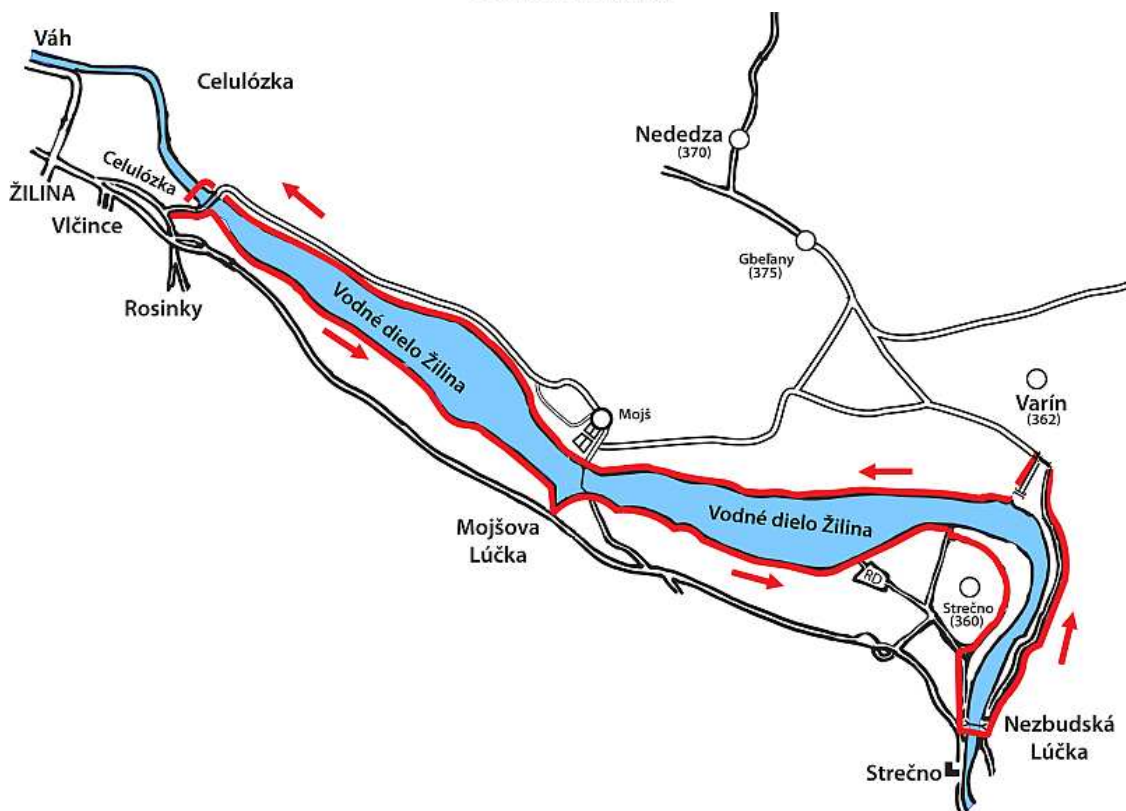 Váh
Celulózka
Celulózka
ŽILINA
Vlčince
Rosinky
Nededza
(370)
Gbeľany
(375)
Vodné dielo Žilina
Mojš
Varín
(362)
Vodné dielo Žilina
Mojšova
Lúčka
RD
Strečno
(360)
Nezbudská
Lúčka
Strečno